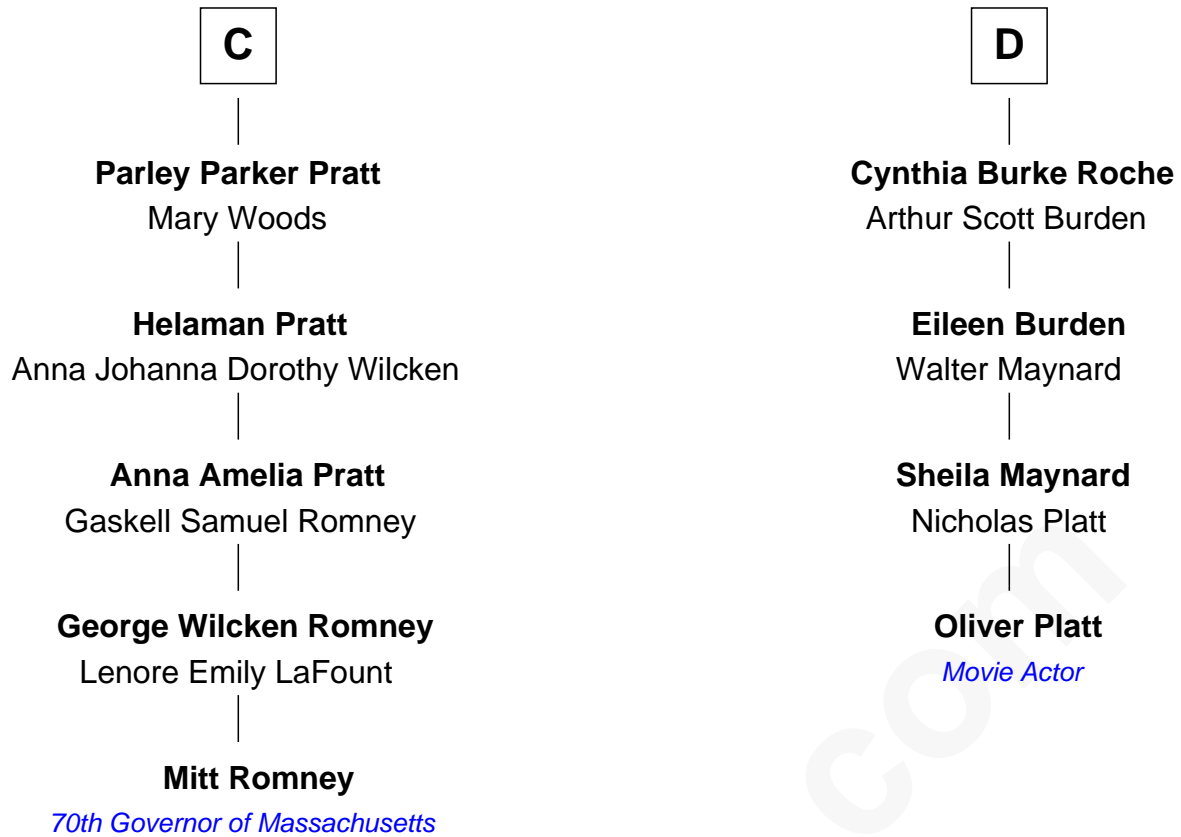 C
Parley Parker Pratt
Mary Woods
Helaman Pratt
Anna Johanna Dorothy Wilcken
Anna Amelia Pratt
Gaskell Samuel Romney
George Wilcken Romney
Lenore Emily LaFount
Mitt Romney
70th Governor of Massachusetts
D
Cynthia Burke Roche
Arthur Scott Burden
Eileen Burden
Walter Maynard
Sheila Maynard
Nicholas Platt
Oliver Platt
Movie Actor
com